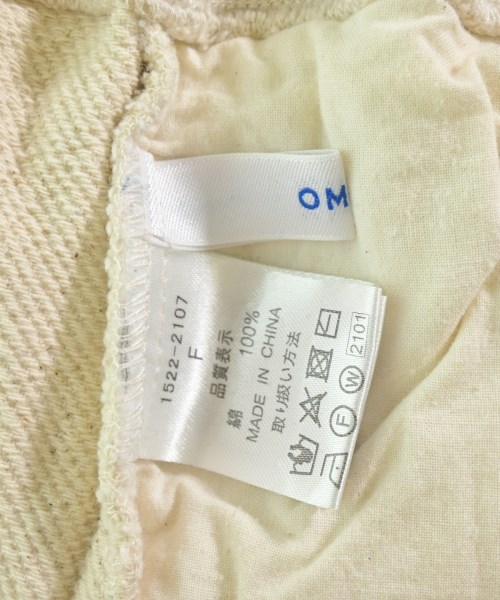 OM
1522-2107
F
品質表示
綿 100%
MADE IN CHINA
取り扱い方法
F W 2101